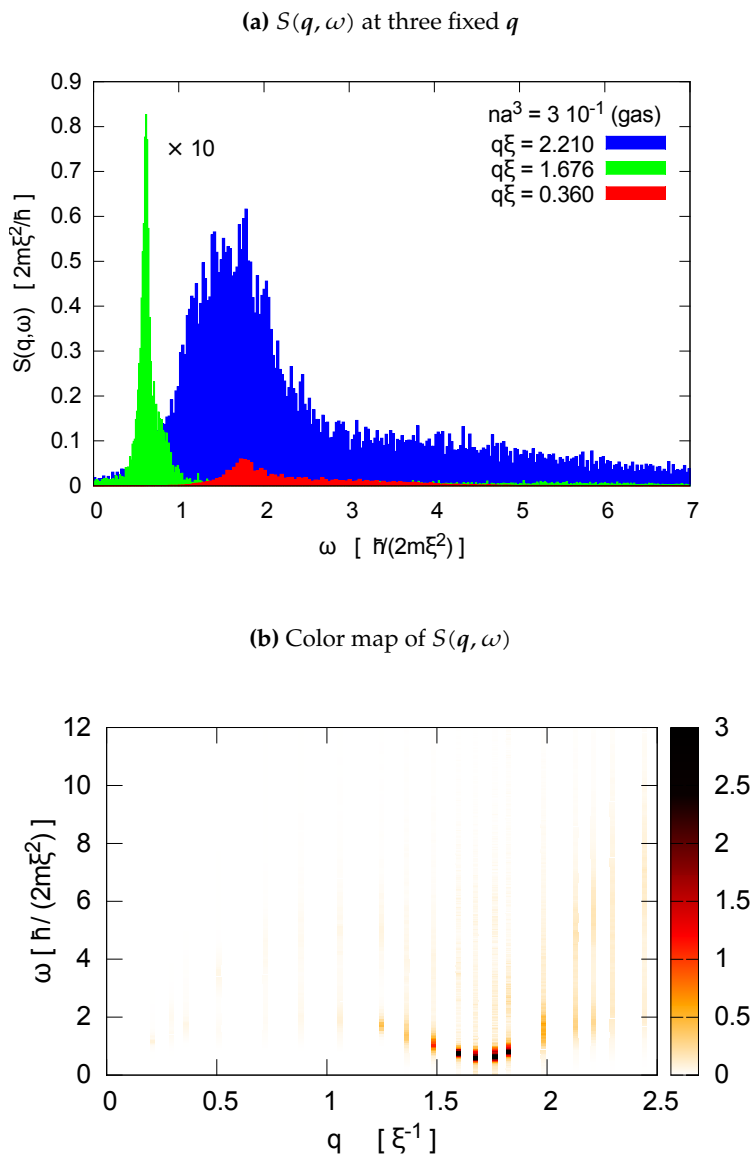 (a) S(q, ω) at three fixed q
0.9
0.8
0.7
0.6
0.5
0.4
0.3
0.2
0.1
0
S(q,ω) [ 2mξ²/ħ ]
× 10
na³ = 3 10⁻¹ (gas)
qξ = 2.210
qξ = 1.676
qξ = 0.360
0 1 2 3 4 5 6 7
ω [ ħ/(2mξ²) ]
(b) Color map of S(q, ω)
12
10
8
6
4
2
0
ω [ ħ / (2mξ²) ]
3
2.5
2
1.5
1
0.5
0
0 0.5 1 1.5 2 2.5
q [ ξ⁻¹ ]